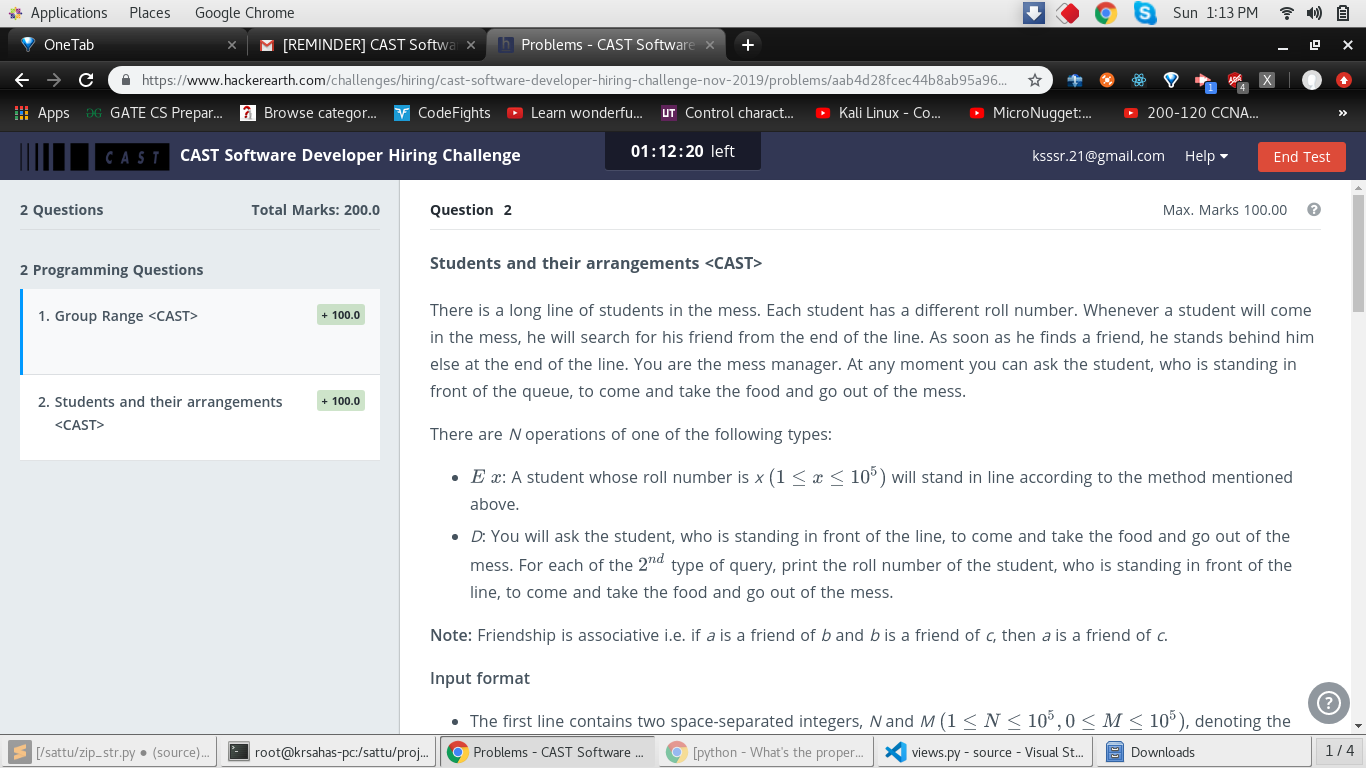 Applications Places Google Chrome Sun 1:13 PM
OneTab × [REMINDER] CAST Softwa × Problems - CAST Software × +
https://www.hackerearth.com/challenges/hiring/cast-software-developer-hiring-challenge-nov-2019/problems/aab4d28fcec44b8ab95a96... 1 4 X
Apps GATE CS Prepar... Browse categor... CodeFights Learn wonderfu... UT Control charact... Kali Linux - Co... MicroNugget:... 200-120 CCNA... »
CAST CAST Software Developer Hiring Challenge 01:12:20 left ksssr.21@gmail.com Help End Test
2 Questions Total Marks: 200.0
2 Programming Questions
1. Group Range <CAST> + 100.0
2. Students and their arrangements + 100.0
<CAST>
Question 2 Max. Marks 100.00 ?
Students and their arrangements <CAST>
There is a long line of students in the mess. Each student has a different roll number. Whenever a student will come
in the mess, he will search for his friend from the end of the line. As soon as he finds a friend, he stands behind him
else at the end of the line. You are the mess manager. At any moment you can ask the student, who is standing in
front of the queue, to come and take the food and go out of the mess.
There are N operations of one of the following types:
• E x: A student whose roll number is x (1 ≤ x ≤ 10⁵) will stand in line according to the method mentioned
above.
• D: You will ask the student, who is standing in front of the line, to come and take the food and go out of the
mess. For each of the 2ⁿᵈ type of query, print the roll number of the student, who is standing in front of the
line, to come and take the food and go out of the mess.
Note: Friendship is associative i.e. if a is a friend of b and b is a friend of c, then a is a friend of c.
Input format
• The first line contains two space-separated integers, N and M (1 ≤ N ≤ 10⁵, 0 ≤ M ≤ 10⁵), denoting the
?
[/sattu/zip_str.py • (source)... root@krsahas-pc:/sattu/proj... Problems - CAST Software ... [python - What's the proper... views.py - source - Visual St... Downloads 1 / 4